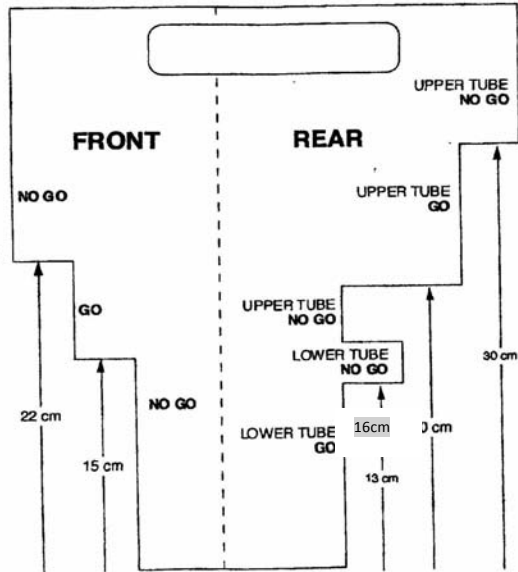 UPPER TUBE
NO GO
FRONT
REAR
NO GO
UPPER TUBE
GO
GO
UPPER TUBE
NO GO
LOWER TUBE
NO GO
30 cm
NO GO
22 cm
LOWER TUBE
GO
16cm
15 cm
13 cm